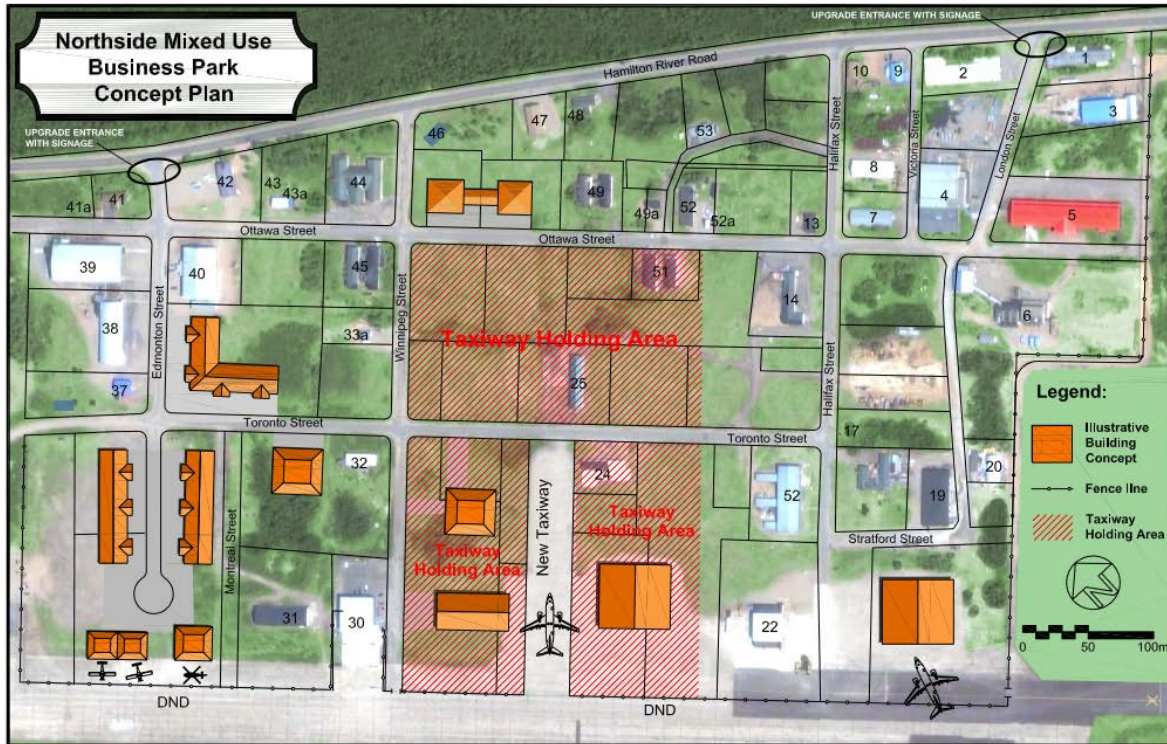 Northside Mixed Use
Business Park
Concept Plan
UPGRADE ENTRANCE WITH SIGNAGE
UPGRADE ENTRANCE
WITH SIGNAGE
Hamilton River Road
1
2
3
4
5
6
7
8
9
10
13
14
17
19
20
22
24
25
30
31
32
33a
37
38
39
40
41
41a
42
43
43a
44
45
46
47
48
49
49a
51
52
52
52a
53
Ottawa Street
Ottawa Street
Halifax Street
Halifax Street
Victoria Street
London Street
Edmonton Street
Winnipeg Street
Montreal Street
Toronto Street
Toronto Street
Stratford Street
New Taxiway
Taxiway Holding Area
Taxiway
Holding Area
Taxiway
Holding Area
DND
DND
Legend:
Illustrative
Building
Concept
Fence line
Taxiway
Holding Area
0 50 100m